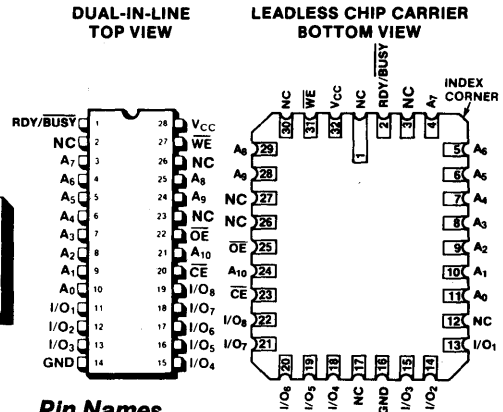 DUAL-IN-LINE
TOP VIEW
RDY/BUSY 1 28 VCC
NC 2 27 WE
A7 3 26 NC
A6 4 25 A8
A5 5 24 A9
A4 6 23 NC
A3 7 22 OE
A2 8 21 A10
A1 9 20 CE
A0 10 19 I/O8
I/O1 11 18 I/O7
I/O2 12 17 I/O6
I/O3 13 16 I/O5
GND 14 15 I/O4
Pin Names
LEADLESS CHIP CARRIER
BOTTOM VIEW
INDEX
CORNER
NC WE VCC RDY/BUSY NC A7
30 31 32 1 2 3 4
A8 29 5 A6
A9 28 6 A5
NC 27 7 A4
NC 26 8 A3
OE 25 9 A2
A10 24 10 A1
CE 23 11 A0
I/O8 22 12 NC
I/O7 21 13 I/O1
20 19 18 17 16 15 14
I/O6 I/O5 I/O4 NC GND I/O3 I/O2